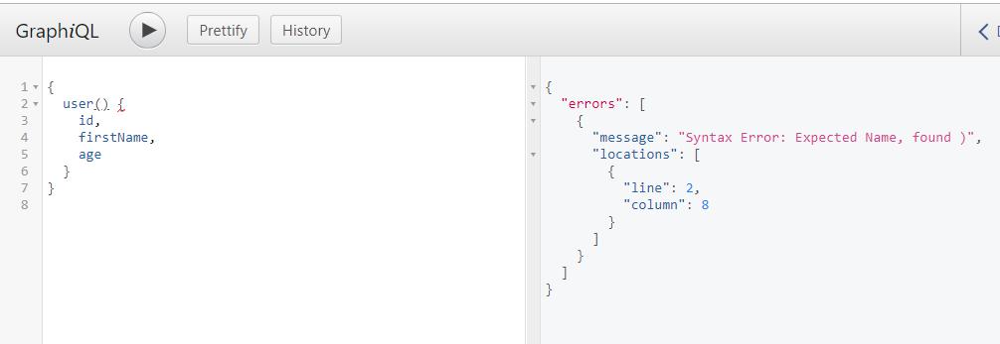 GraphiQL Prettify History
1 {
2 user() {
3 id,
4 firstName,
5 age
6 }
7 }
8
{
"errors": [
{
"message": "Syntax Error: Expected Name, found )",
"locations": [
{
"line": 2,
"column": 8
}
]
}
]
}